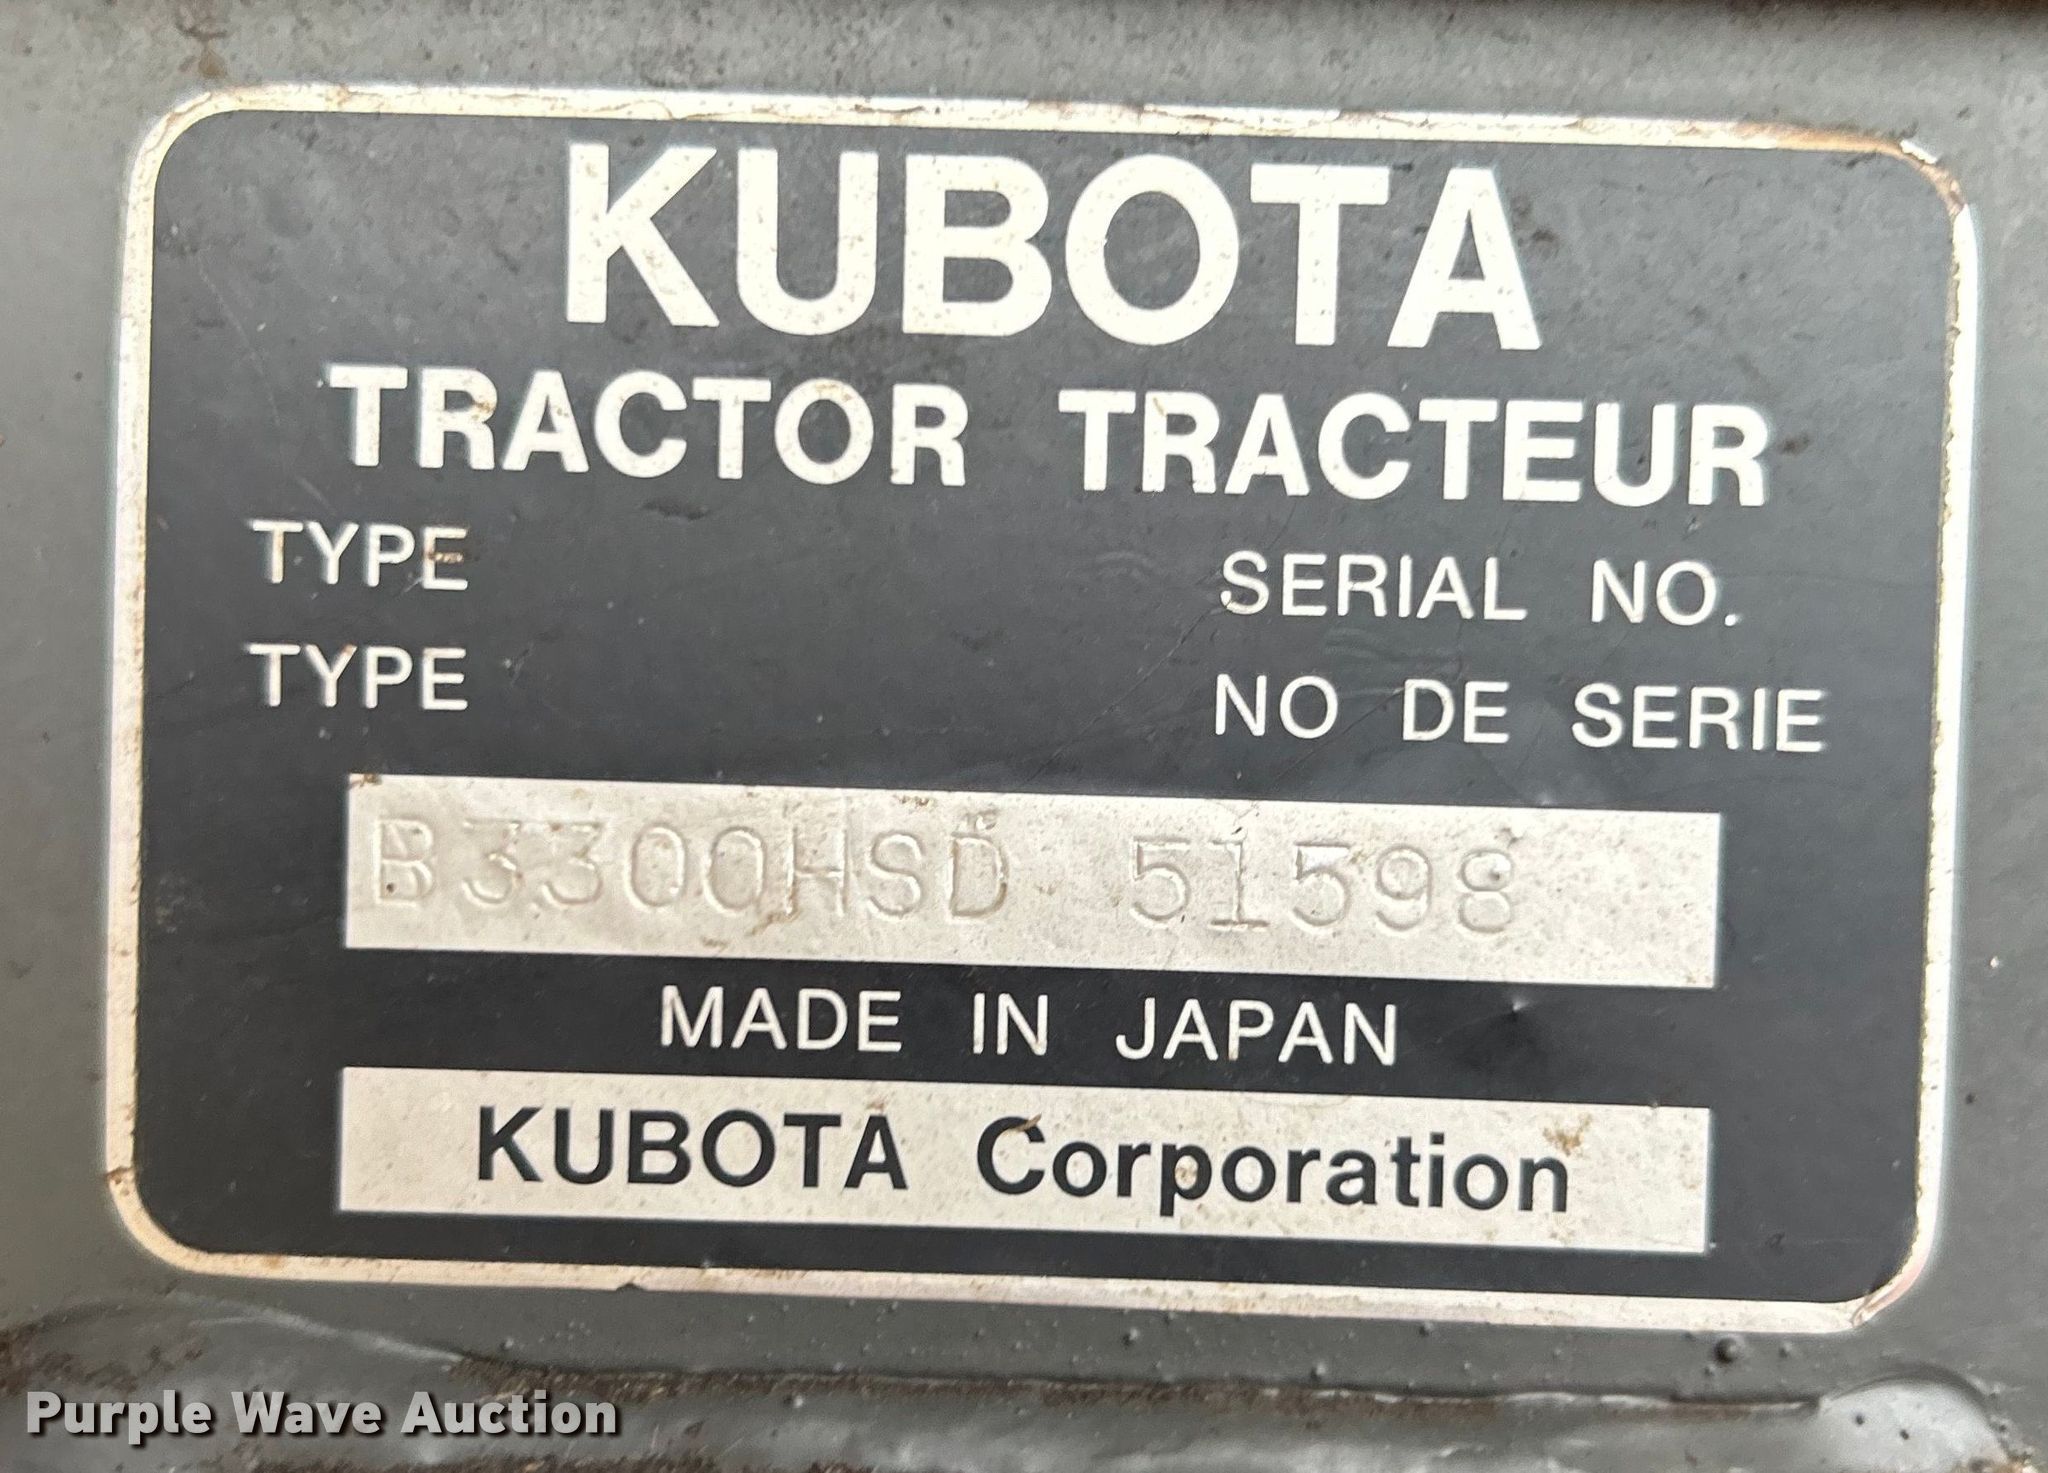 KUBOTA
TRACTOR TRACTEUR
TYPE SERIAL NO.
TYPE NO DE SERIE
B3300HSD 51598
MADE IN JAPAN
KUBOTA Corporation
Purple Wave Auction